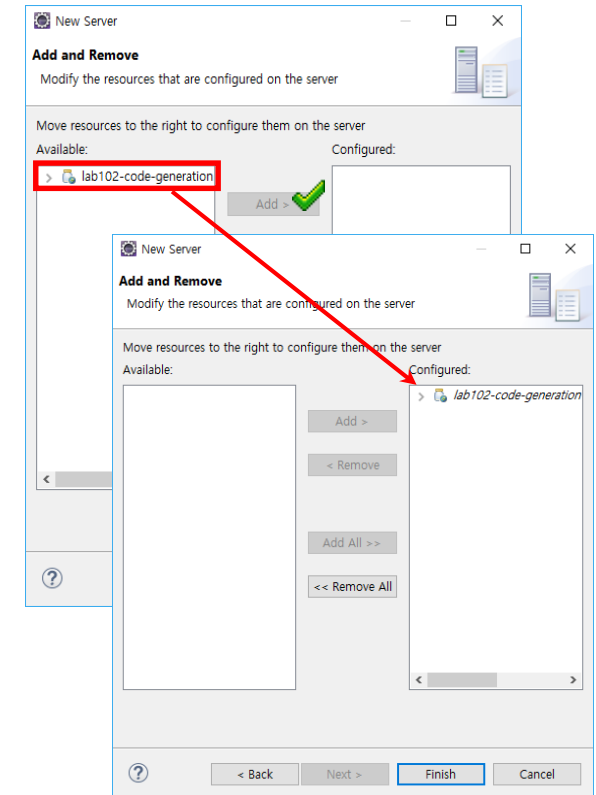 New Server
Add and Remove
Modify the resources that are configured on the server
Move resources to the right to configure them on the server
Available:
Configured:
lab102-code-generation
Add >
New Server
Add and Remove
Modify the resources that are configured on the server
Move resources to the right to configure them on the server
Available:
Configured:
lab102-code-generation
Add >
< Remove
Add All >>
<< Remove All
< Back
Next >
Finish
Cancel